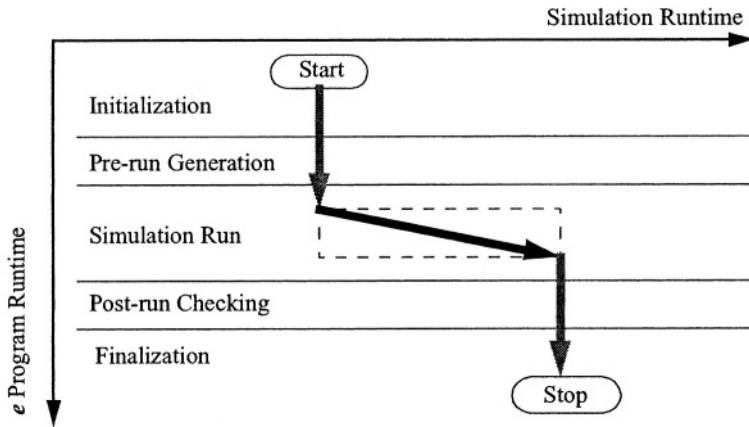 Simulation Runtime
Start
Initialization
Pre-run Generation
Simulation Run
Post-run Checking
Finalization
Stop
e Program Runtime